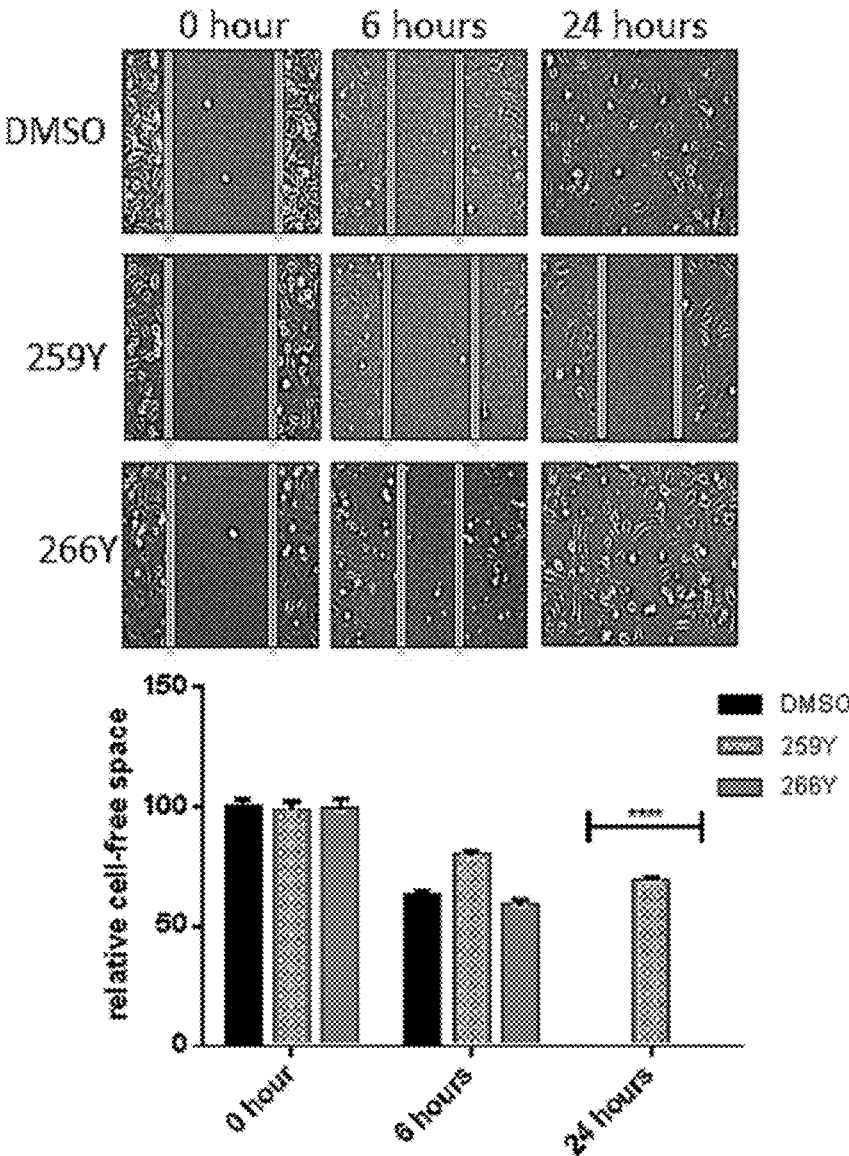 0 hour 6 hours 24 hours
DMSO
259Y
266Y
150
100
50
0
relative cell-free space
DMSO
259Y
266Y
****
0 hour
6 hours
24 hours